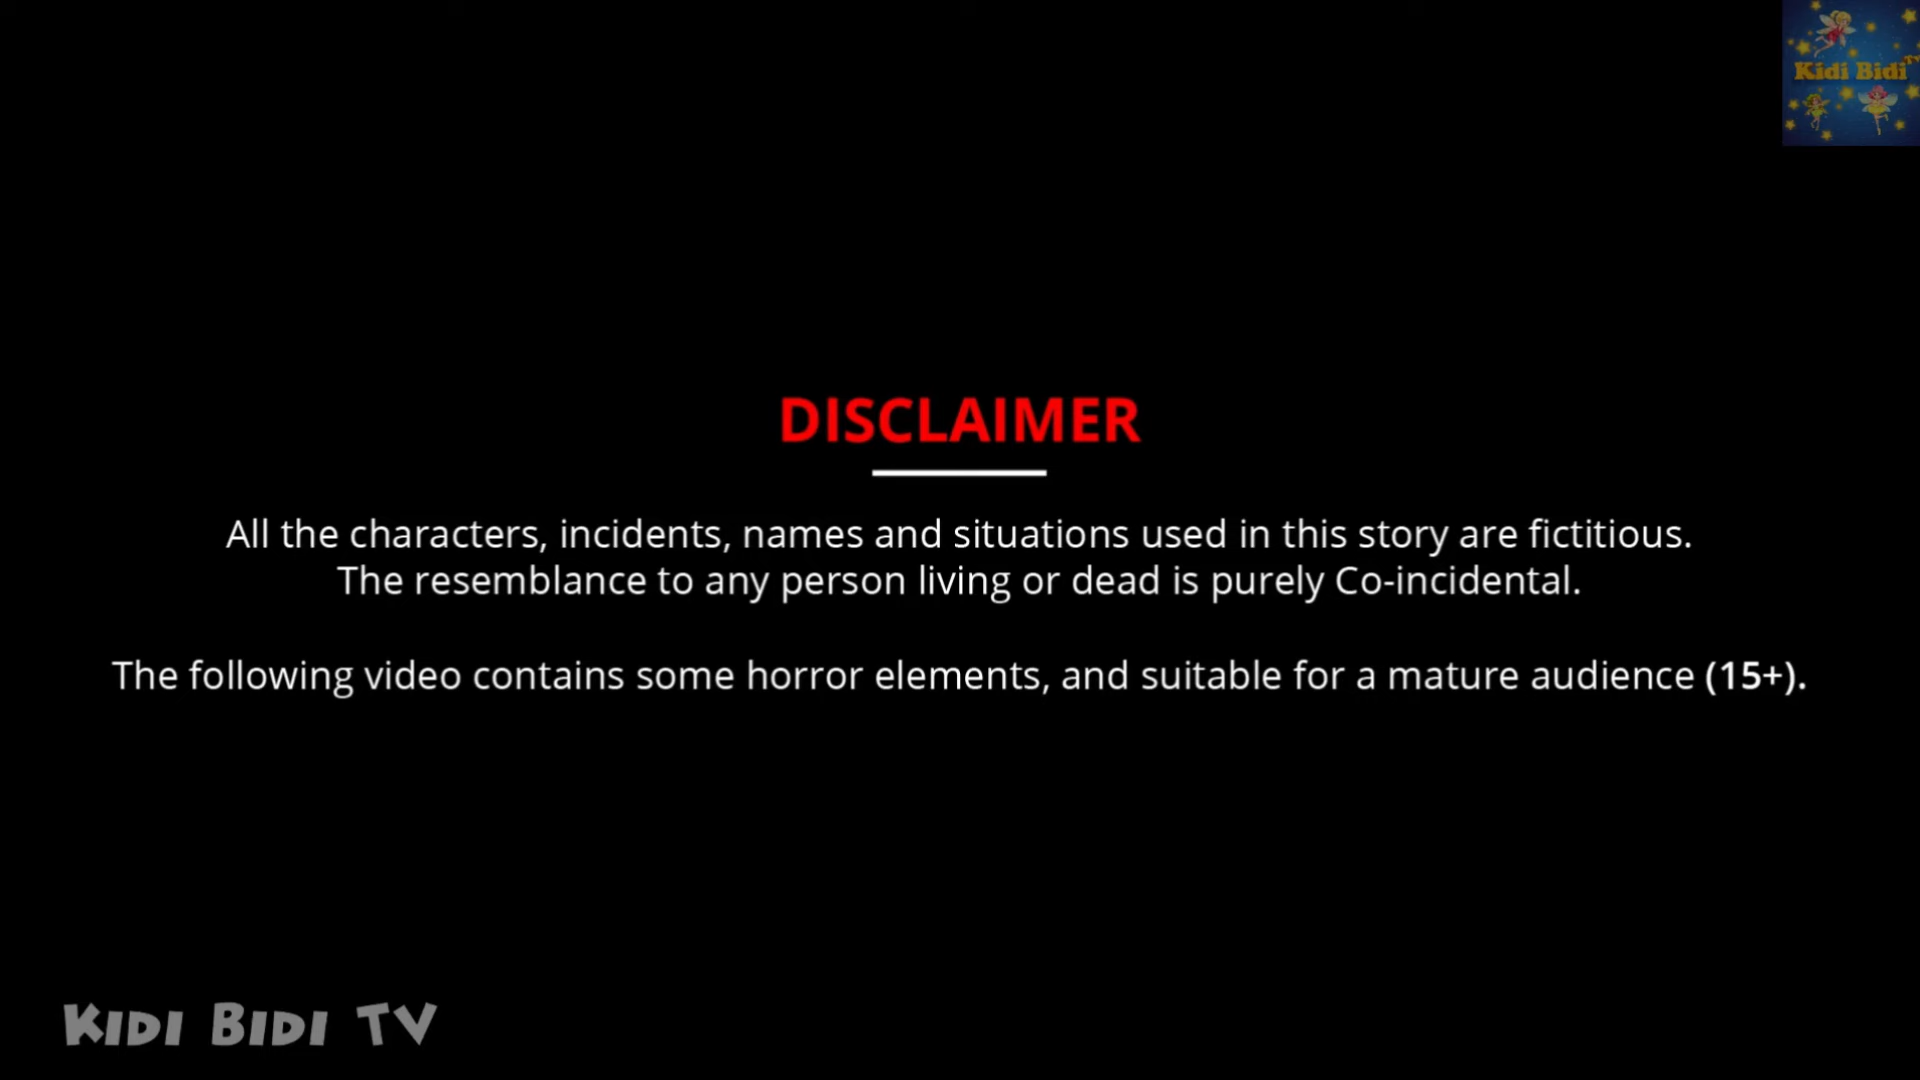 Kidi Bidi TV
DISCLAIMER
All the characters, incidents, names and situations used in this story are fictitious.
The resemblance to any person living or dead is purely Co-incidental.
The following video contains some horror elements, and suitable for a mature audience (15+).
KIDI BIDI TV